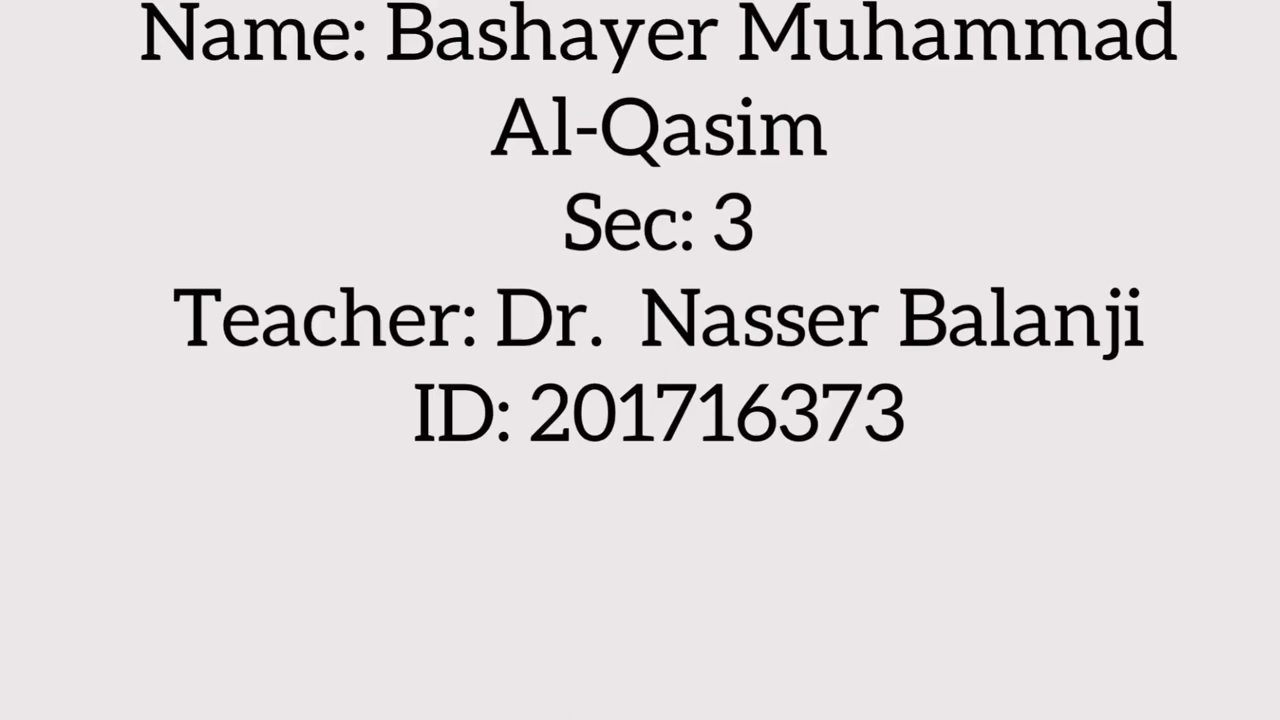 Name: Bashayer Muhammad
Al-Qasim
Sec: 3
Teacher: Dr.  Nasser Balanji
ID: 201716373